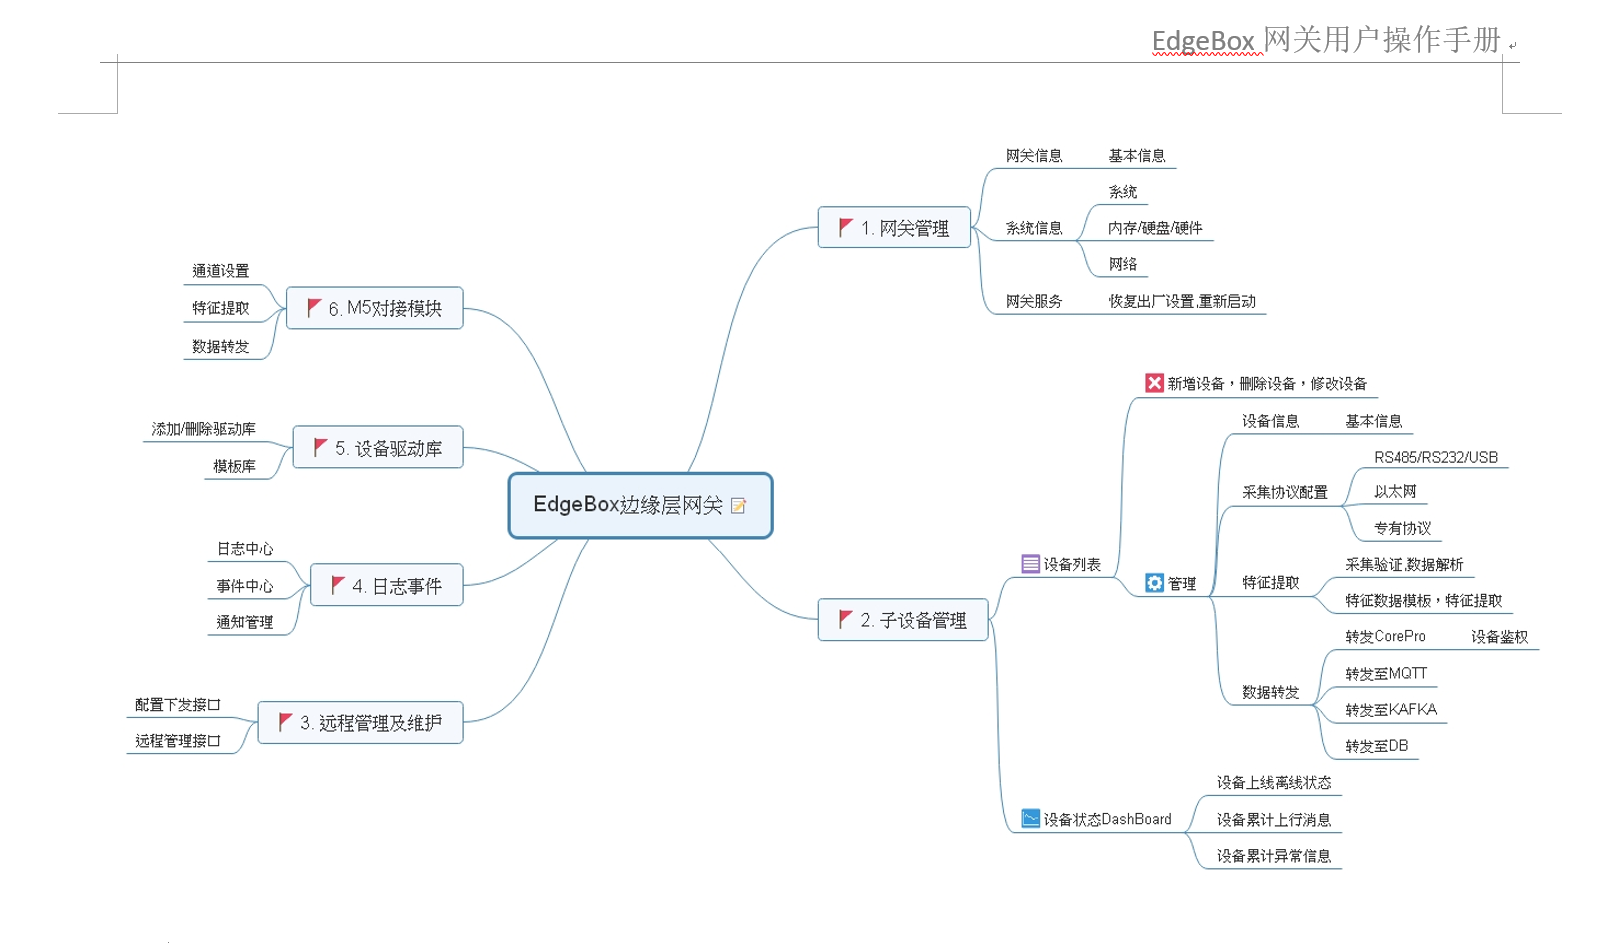 EdgeBox 网关用户操作手册
网关信息
基本信息
系统
1. 网关管理
系统信息
内存/硬盘/硬件
网络
网关服务
恢复出厂设置,重新启动
通道设置
特征提取
6. M5对接模块
数据转发
添加/删除驱动库
5. 设备驱动库
模板库
EdgeBox边缘层网关
日志中心
事件中心
4. 日志事件
通知管理
配置下发接口
3. 远程管理及维护
远程管理接口
2. 子设备管理
设备列表
新增设备，删除设备，修改设备
管理
设备信息
基本信息
采集协议配置
RS485/RS232/USB
以太网
专有协议
特征提取
采集验证,数据解析
特征数据模板，特征提取
数据转发
转发CorePro
设备鉴权
转发至MQTT
转发至KAFKA
转发至DB
设备状态DashBoard
设备上线离线状态
设备累计上行消息
设备累计异常信息